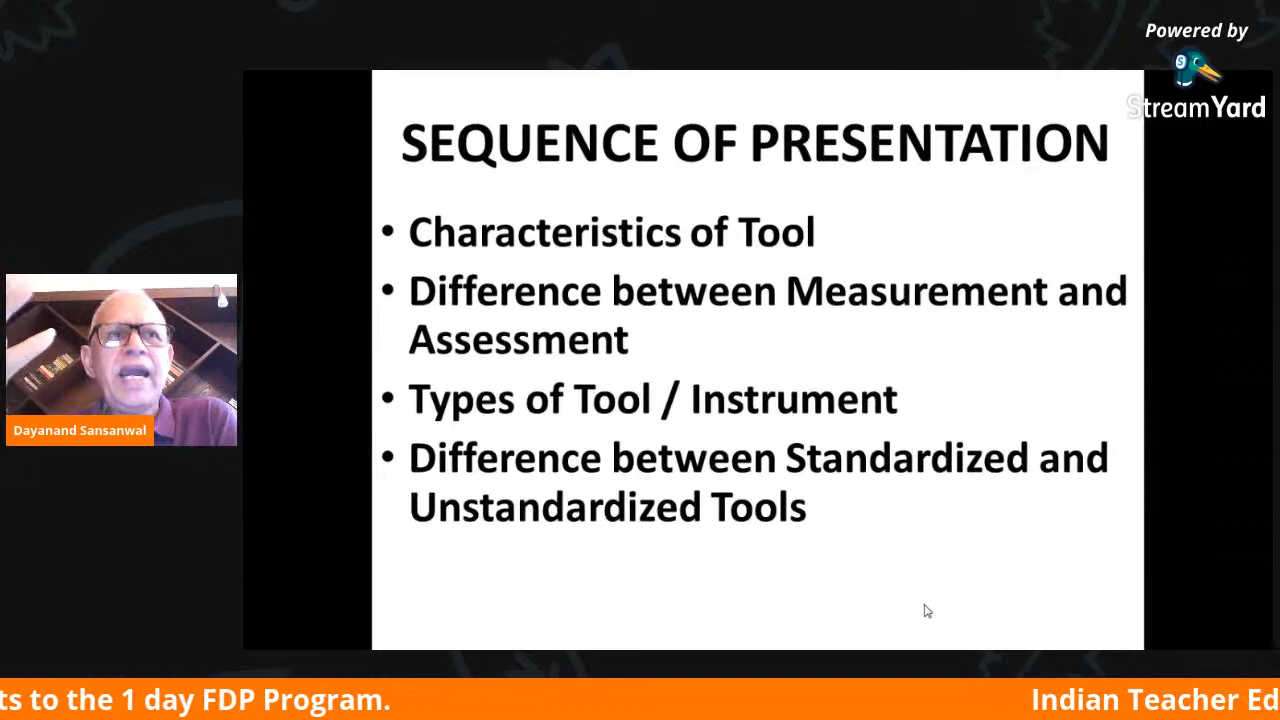 Powered by
StreamYard
SEQUENCE OF PRESENTATION
• Characteristics of Tool
• Difference between Measurement and
Assessment
• Types of Tool / Instrument
• Difference between Standardized and
Unstandardized Tools
Dayanand Sansanwal
ts to the 1 day FDP Program. Indian Teacher Ed